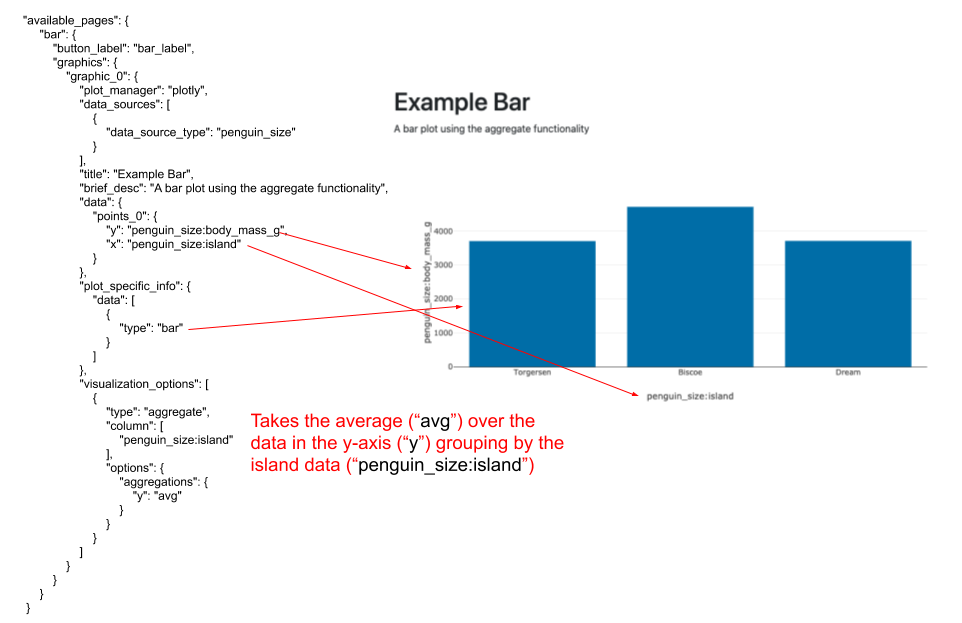 "available_pages": {
"bar": {
"button_label": "bar_label",
"graphics": {
"graphic_0": {
"plot_manager": "plotly",
"data_sources": [
{
"data_source_type": "penguin_size"
}
],
"title": "Example Bar",
"brief_desc": "A bar plot using the aggregate functionality",
"data": {
"points_0": {
"y": "penguin_size:body_mass_g",
"x": "penguin_size:island"
}
},
"plot_specific_info": {
"data": [
{
"type": "bar"
}
]
},
"visualization_options": [
{
"type": "aggregate",
"column": [
"penguin_size:island"
],
"options": {
"aggregations": {
"y": "avg"
}
}
}
]
}
}
}
}
Example Bar
A bar plot using the aggregate functionality
penguin_size:body_mass_g
4000
3000
2000
1000
0
Torgersen
Biscoe
Dream
penguin_size:island
Takes the average (“avg”) over the
data in the y-axis (“y”) grouping by the
island data (“penguin_size:island”)